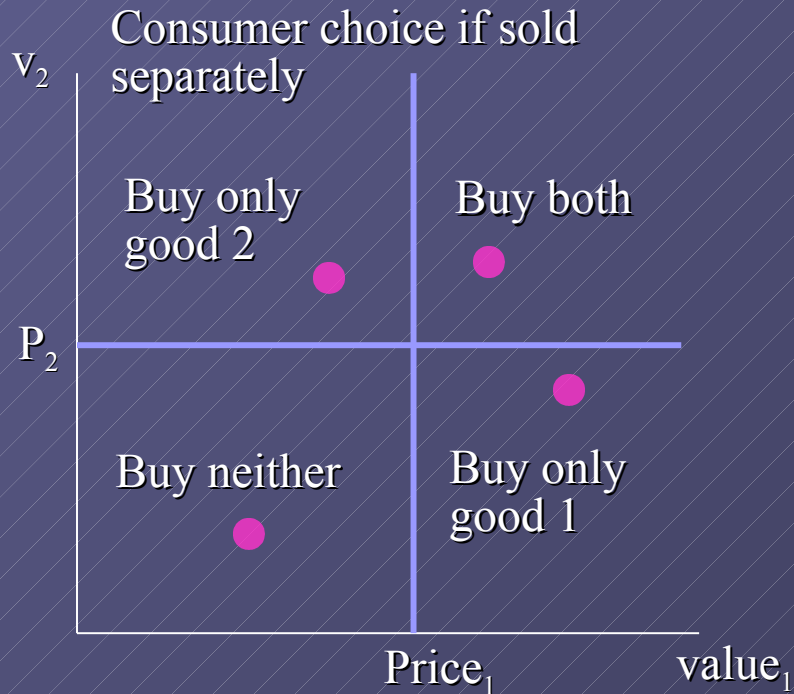 Consumer choice if sold
separately
v₂
Buy only
good 2
Buy both
P₂
Buy neither
Buy only
good 1
Price₁
value₁